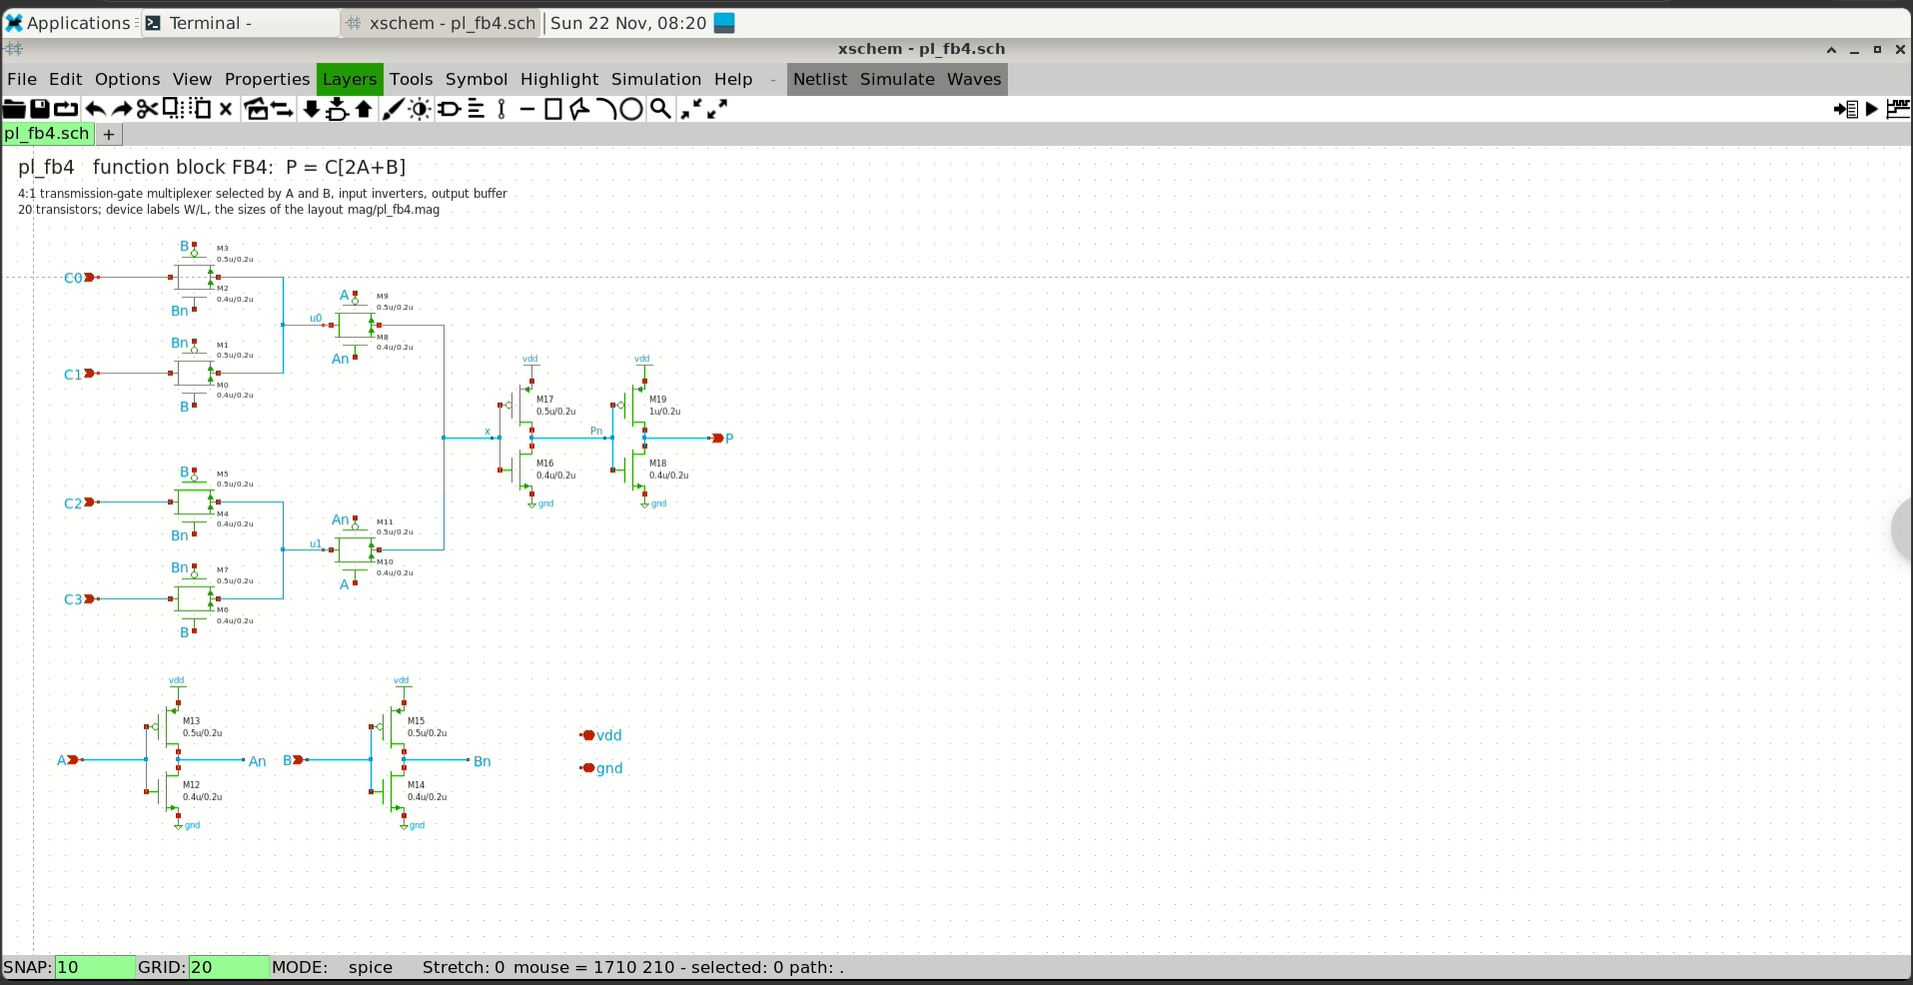 Applications Terminal - xschem - pl_fb4.sch Sun 22 Nov, 08:20
xschem - pl_fb4.sch
File Edit Options View Properties Layers Tools Symbol Highlight Simulation Help - Netlist Simulate Waves
pl_fb4.sch +
pl_fb4 function block FB4: P = C[2A+B]
4:1 transmission-gate multiplexer selected by A and B, input inverters, output buffer
20 transistors; device labels W/L, the sizes of the layout mag/pl_fb4.mag
B M3
0.5u/0.2u
C0
M2
0.4u/0.2u
Bn
A M9
0.5u/0.2u
u0
M8
0.4u/0.2u
An
Bn M1
0.5u/0.2u
C1
M0
0.4u/0.2u
B
vdd vdd
M17 M19
0.5u/0.2u 1u/0.2u
x Pn P
M16 M18
0.4u/0.2u 0.4u/0.2u
gnd gnd
B M5
0.5u/0.2u
C2
M4
0.4u/0.2u
Bn
An M11
0.5u/0.2u
u1
M10
0.4u/0.2u
A
Bn M7
0.5u/0.2u
C3
M6
0.4u/0.2u
B
vdd vdd
M13 M15
0.5u/0.2u 0.5u/0.2u
vdd
A An B Bn
gnd
M12 M14
0.4u/0.2u 0.4u/0.2u
gnd gnd
SNAP: 10 GRID: 20 MODE: spice Stretch: 0 mouse = 1710 210 - selected: 0 path: .